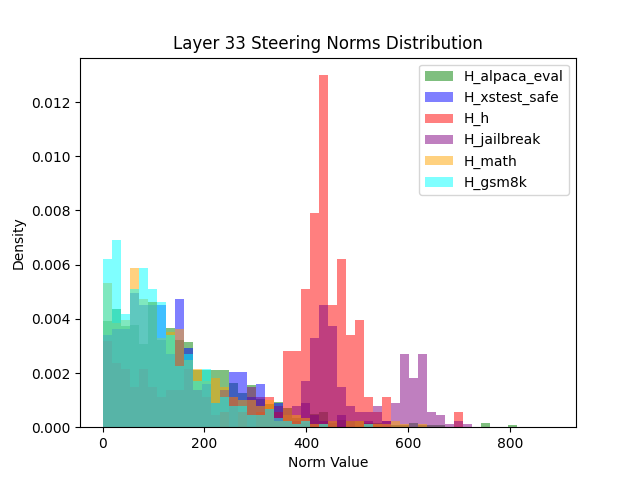 Layer 33 Steering Norms Distribution
H_alpaca_eval
H_xstest_safe
H_h
H_jailbreak
H_math
H_gsm8k
0.012
0.010
0.008
0.006
0.004
0.002
0.000
Density
0 200 400 600 800
Norm Value